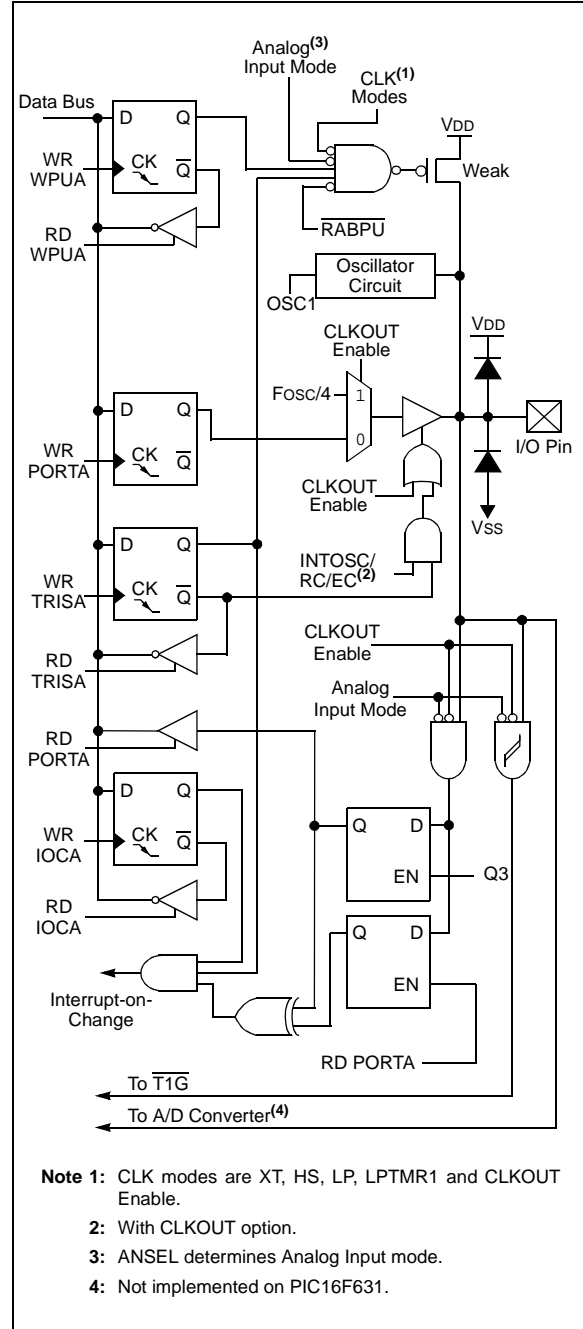 Analog(3)
Input Mode
CLK(1)
Modes
Data Bus
D Q
VDD
WR
WPUA
CK Q
Weak
RD
WPUA
RABPU
Oscillator
Circuit
OSC1
CLKOUT
Enable
VDD
FOSC/4
1
D Q
0
I/O Pin
WR
PORTA
CK Q
CLKOUT
Enable
VSS
D Q
INTOSC/
RC/EC(2)
WR
TRISA
CK Q
CLKOUT
Enable
RD
TRISA
Analog
Input Mode
RD
PORTA
D Q
Q D
WR
IOCA
CK Q
EN
Q3
RD
IOCA
Q D
EN
Interrupt-on-
Change
RD PORTA
To T1G
To A/D Converter(4)
Note 1: CLK modes are XT, HS, LP, LPTMR1 and CLKOUT
Enable.
2: With CLKOUT option.
3: ANSEL determines Analog Input mode.
4: Not implemented on PIC16F631.